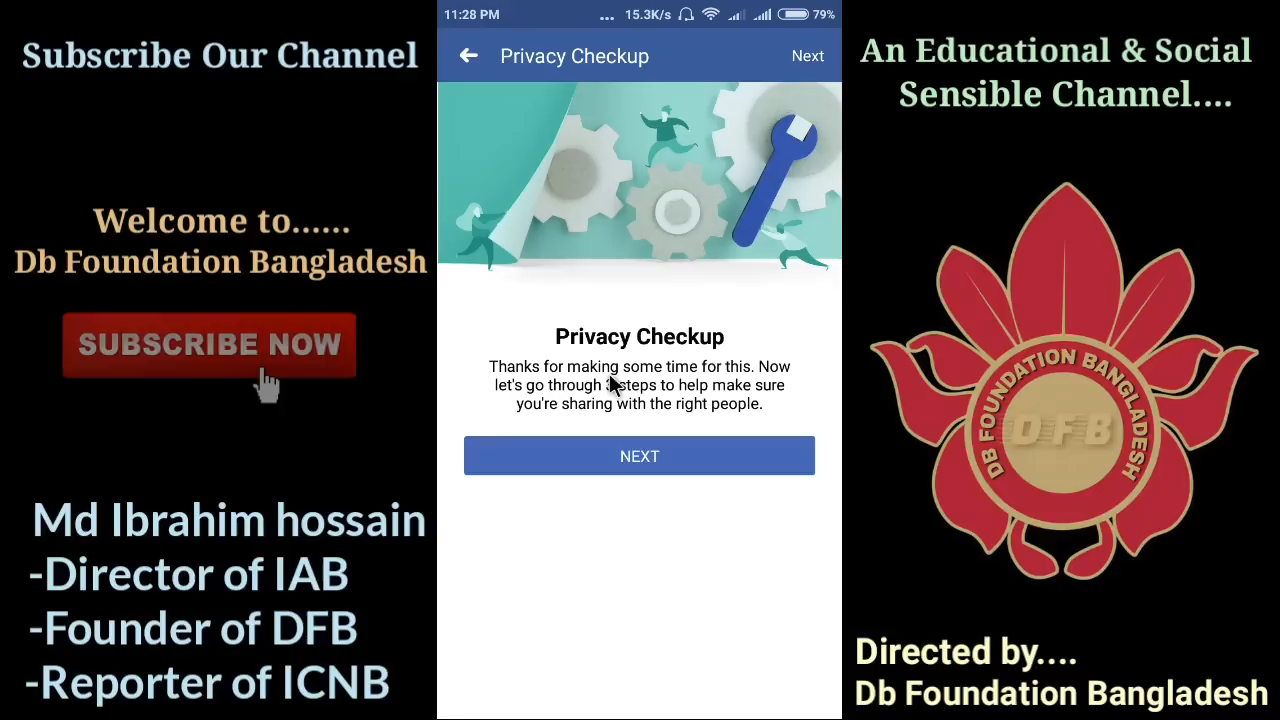 Subscribe Our Channel
Welcome to......
Db Foundation Bangladesh
SUBSCRIBE NOW
Md Ibrahim hossain
-Director of IAB
-Founder of DFB
-Reporter of ICNB
11:28 PM ... 15.3K/s 79%
Privacy Checkup Next
Privacy Checkup
Thanks for making some time for this. Now
let's go through steps to help make sure
you're sharing with the right people.
NEXT
An Educational & Social
Sensible Channel....
DB FOUNDATION BANGLADESH
DFB
Directed by....
Db Foundation Bangladesh